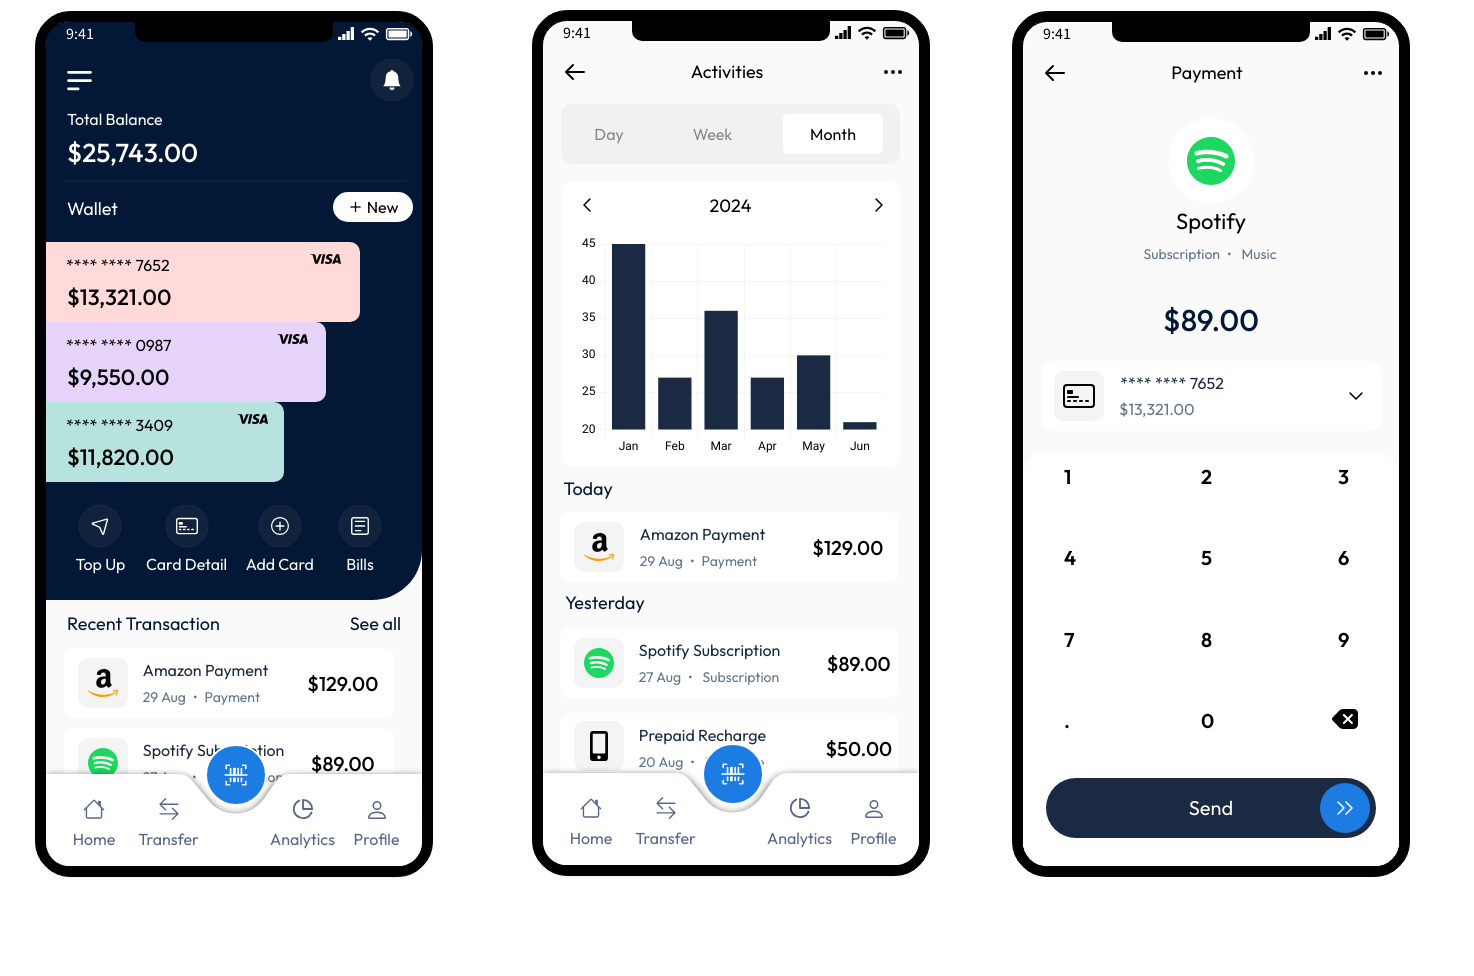 9:41
Total Balance
$25,743.00
Wallet
+ New
**** **** 7652
VISA
$13,321.00
**** **** 0987
VISA
$9,550.00
**** **** 3409
VISA
$11,820.00
Top Up Card Detail Add Card Bills
Recent Transaction See all
a
Amazon Payment
29 Aug • Payment
$129.00
Spotify Subscription
$89.00
Home Transfer Analytics Profile
9:41
Activities
Day Week Month
2024
45
40
35
30
25
20
Jan Feb Mar Apr May Jun
Today
a
Amazon Payment
29 Aug • Payment
$129.00
Yesterday
Spotify Subscription
27 Aug • Subscription
$89.00
Prepaid Recharge
20 Aug •
$50.00
Home Transfer Analytics Profile
9:41
Payment
Spotify
Subscription • Music
$89.00
**** **** 7652
$13,321.00
1 2 3
4 5 6
7 8 9
. 0
Send